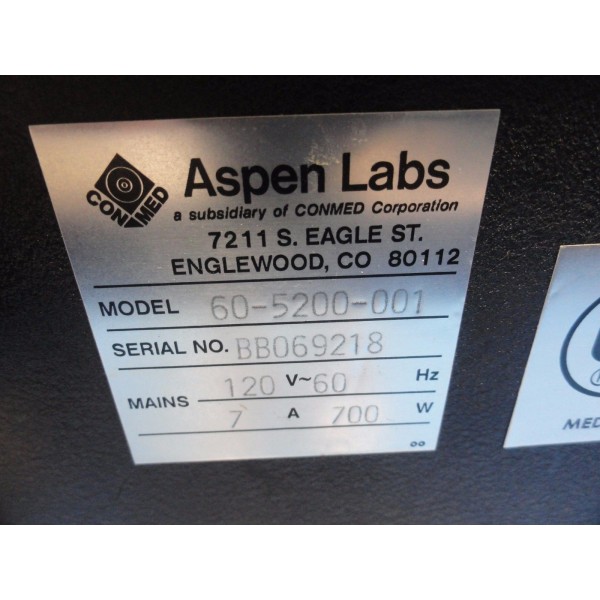 CONMED
Aspen Labs
a subsidiary of CONMED Corporation
7211 S. EAGLE ST.
ENGLEWOOD, CO 80112
MODEL 60-5200-001
SERIAL NO. BB069218
MAINS 120 V~60 Hz
7 A 700 W
MED